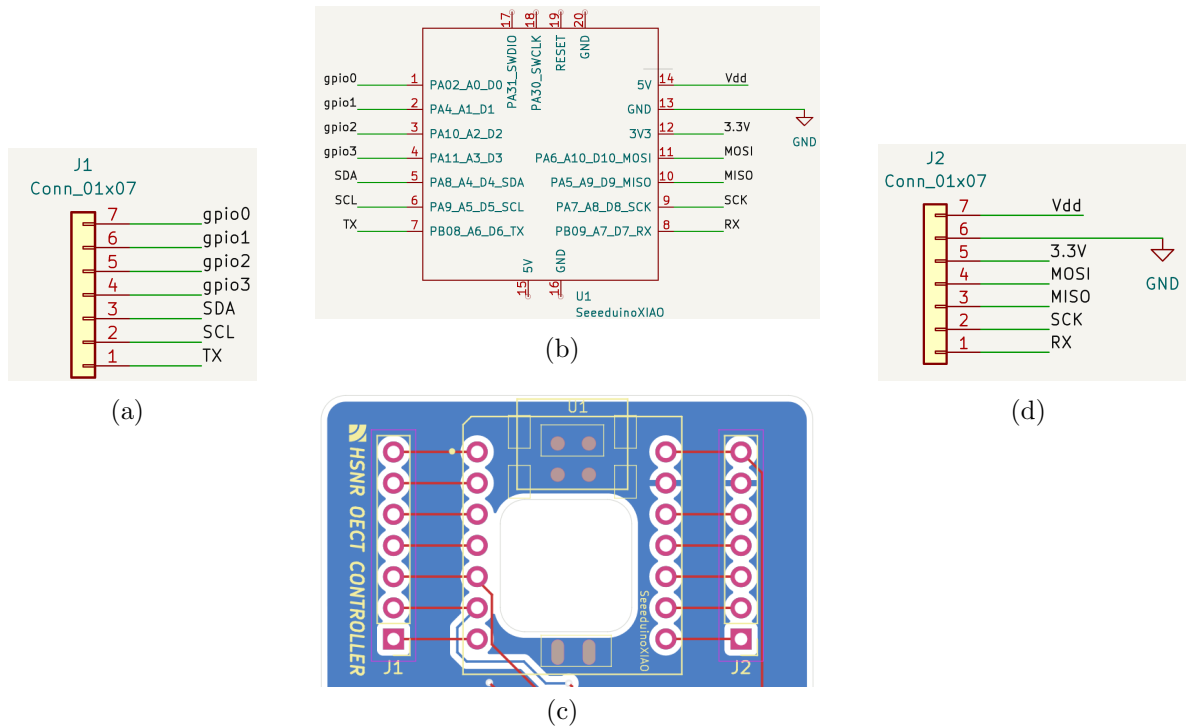 J1
Conn_01x07
7 gpio0
6 gpio1
5 gpio2
4 gpio3
3 SDA
2 SCL
1 TX
(a)
17 18 19 20
PA31_SWDIO
PA30_SWCLK
RESET
GND
gpio0 1 PA02_A0_D0
gpio1 2 PA4_A1_D1
gpio2 3 PA10_A2_D2
gpio3 4 PA11_A3_D3
SDA 5 PA8_A4_D4_SDA
SCL 6 PA9_A5_D5_SCL
TX 7 PB08_A6_D6_TX
5V 14 Vdd
GND 13
GND
3V3 12 3.3V
PA6_A10_D10_MOSI 11 MOSI
PA5_A9_D9_MISO 10 MISO
PA7_A8_D8_SCK 9 SCK
PB09_A7_D7_RX 8 RX
5V
GND
15 16
U1
SeeeduinoXIAO
(b)
J2
Conn_01x07
7 Vdd
6
GND
5 3.3V
4 MOSI
3 MISO
2 SCK
1 RX
(d)
U1
HSNR OECT CONTROLLER
SeeeduinoXIAO
J1
J2
(c)